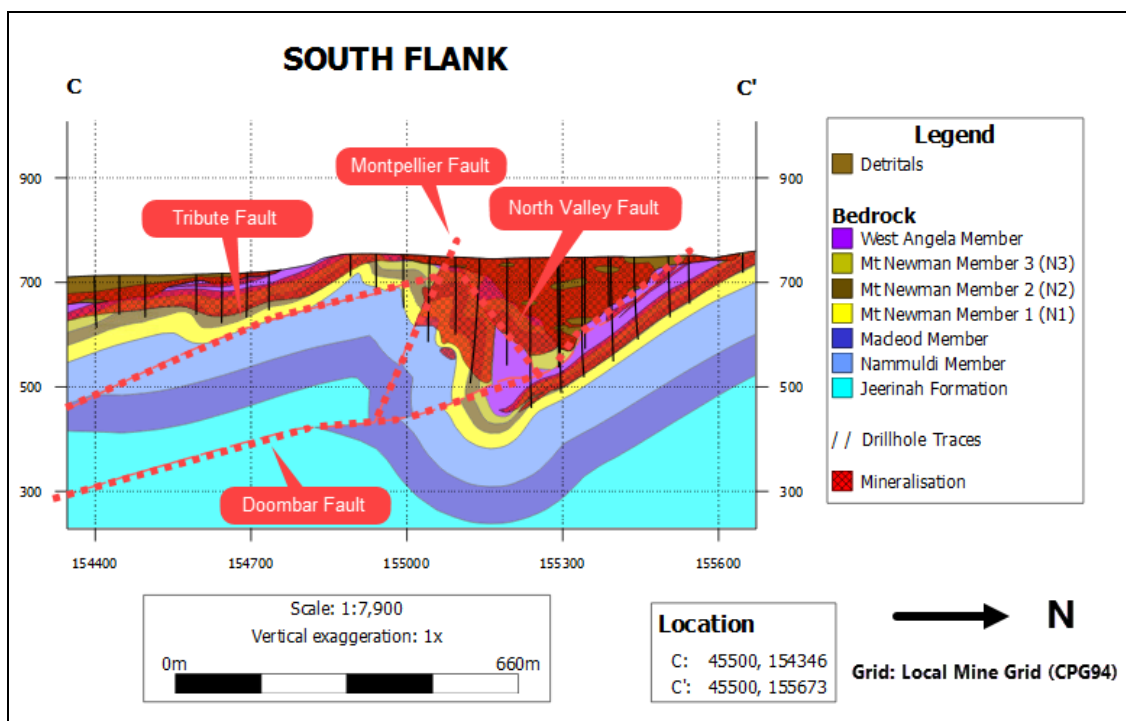 SOUTH FLANK
C
C'
Montpellier Fault
Tribute Fault
North Valley Fault
Doombar Fault
900
700
500
300
900
700
500
300
154400
154700
155000
155300
155600
Legend
Detritals
Bedrock
West Angela Member
Mt Newman Member 3 (N3)
Mt Newman Member 2 (N2)
Mt Newman Member 1 (N1)
Macleod Member
Nammuldi Member
Jeerinah Formation
/ / Drillhole Traces
Mineralisation
Scale: 1:7,900
Vertical exaggeration: 1x
0m
660m
Location
C: 45500, 154346
C': 45500, 155673
N
Grid: Local Mine Grid (CPG94)